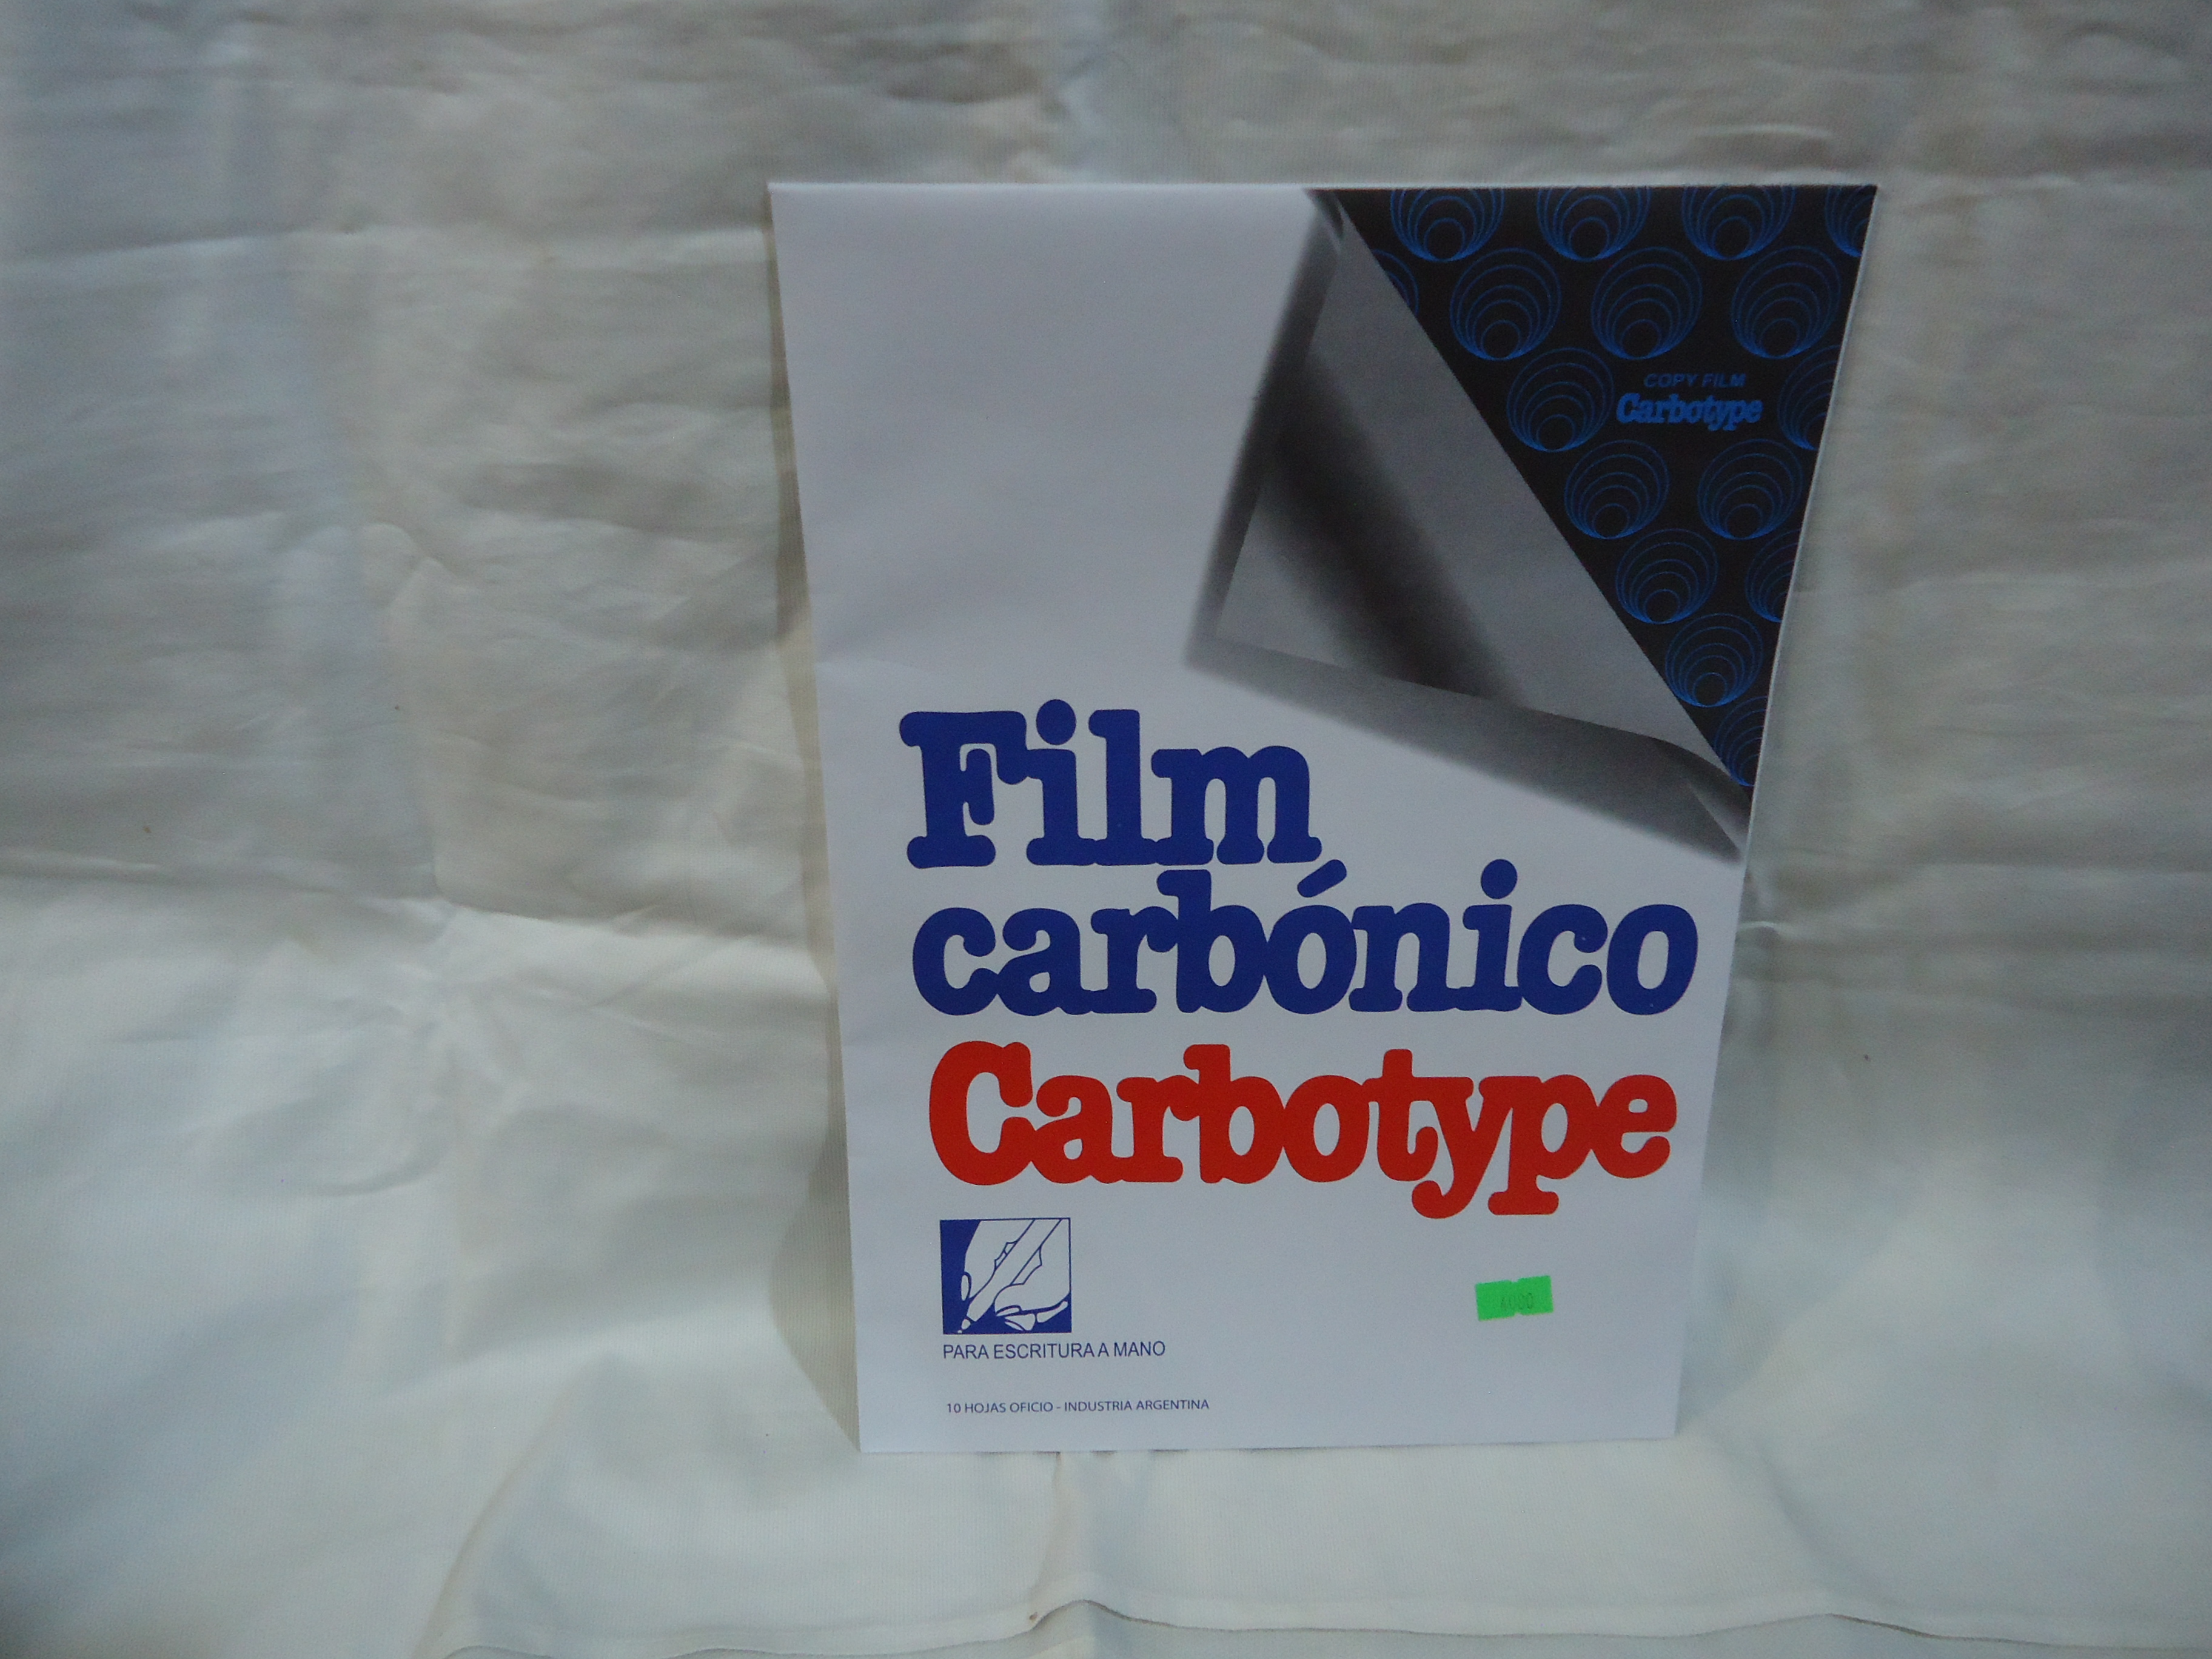 COPY FILM
Carbotype
Film
carbónico
Carbotype
PARA ESCRITURA A MANO
10 HOJAS OFICIO - INDUSTRIA ARGENTINA